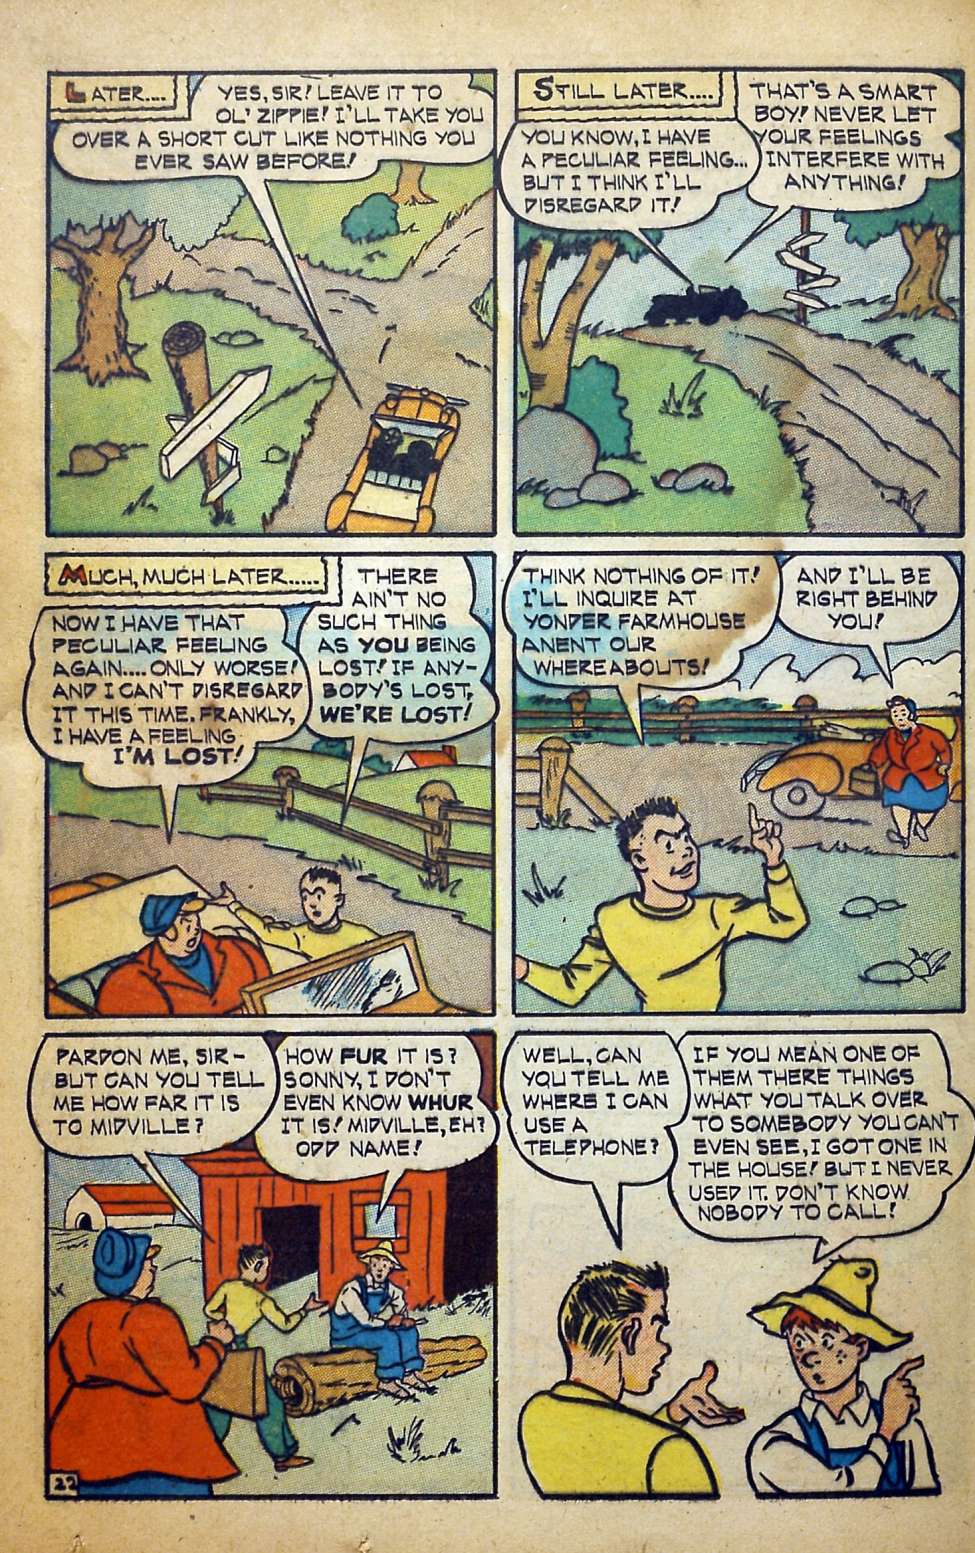 LATER....
YES, SIR! LEAVE IT TO
OL' ZIPPIE! I'LL TAKE YOU
OVER A SHORT CUT LIKE NOTHING YOU
EVER SAW BEFORE!
STILL LATER....
YOU KNOW, I HAVE
A PECULIAR FEELING...
BUT I THINK I'LL
DISREGARD IT!
THAT'S A SMART
BOY! NEVER LET
YOUR FEELINGS
INTERFERE WITH
ANYTHING!
MUCH, MUCH LATER.....
NOW I HAVE THAT
PECULIAR FEELING
AGAIN.... ONLY WORSE!
AND I CAN'T DISREGARD
IT THIS TIME. FRANKLY,
I HAVE A FEELING
I'M LOST!
THERE
AIN'T NO
SUCH THING
AS YOU BEING
LOST! IF ANY-
BODY'S LOST,
WE'RE LOST!
THINK NOTHING OF IT!
I'LL INQUIRE AT
YONDER FARMHOUSE
ANENT OUR
WHEREABOUTS!
AND I'LL BE
RIGHT BEHIND
YOU!
PARDON ME, SIR-
BUT CAN YOU TELL
ME HOW FAR IT IS
TO MIDVILLE?
HOW FUR IT IS?
SONNY, I DON'T
EVEN KNOW WHUR
IT IS! MIDVILLE, EH?
ODD NAME!
WELL, CAN
YOU TELL ME
WHERE I CAN
USE A
TELEPHONE?
IF YOU MEAN ONE OF
THEM THERE THINGS
WHAT YOU TALK OVER
TO SOMEBODY YOU CAN'T
EVEN SEE, I GOT ONE IN
THE HOUSE! BUT I NEVER
USED IT. DON'T KNOW
NOBODY TO CALL!
22